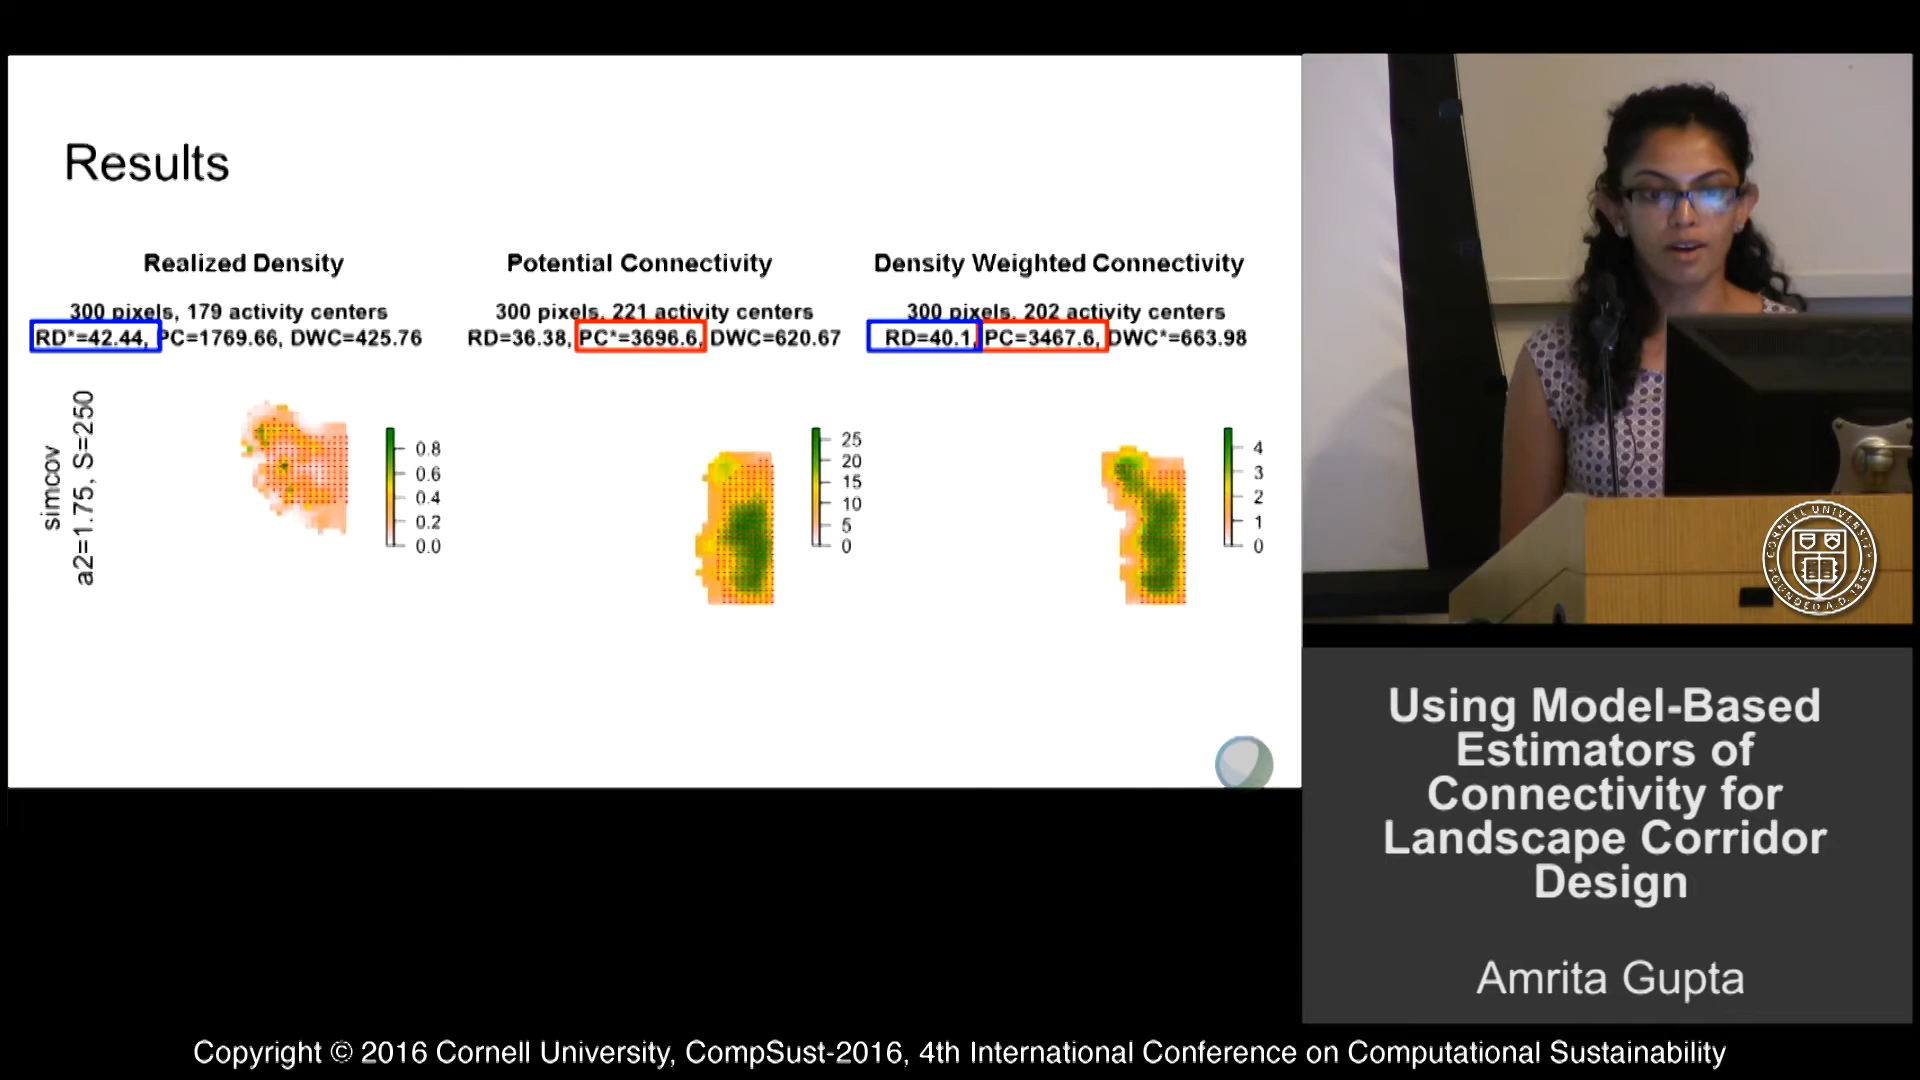 Results
Realized Density
300 pixels, 179 activity centers
RD*=42.44, PC=1769.66, DWC=425.76
Potential Connectivity
300 pixels, 221 activity centers
RD=36.38, PC*=3696.6, DWC=620.67
Density Weighted Connectivity
300 pixels, 202 activity centers
RD=40.1, PC=3467.6, DWC*=663.98
simcov
a2=1.75, S=250
0.8
0.6
0.4
0.2
0.0
25
20
15
10
5
0
4
3
2
1
0
CORNELL UNIVERSITY
FOUNDED A.D. 1865
Using Model-Based
Estimators of
Connectivity for
Landscape Corridor
Design
Amrita Gupta
Copyright © 2016 Cornell University, CompSust-2016, 4th International Conference on Computational Sustainability